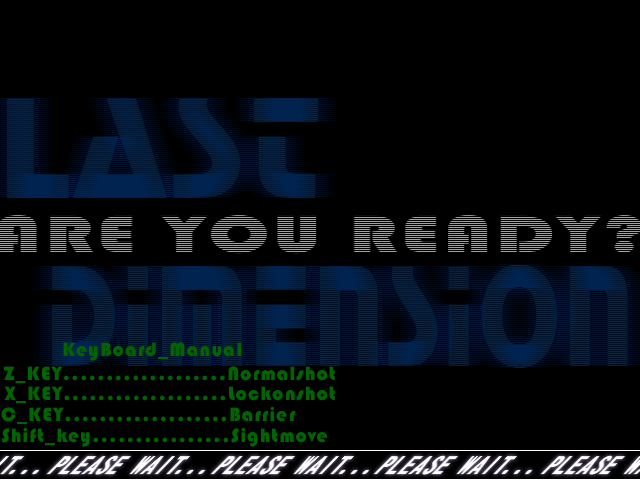 LAST
ARE YOU READY?
DiMENSiON
KeyBoard_Manual
Z_KEY...................Normalshot
X_KEY...................Lockonshot
C_KEY...................Barrier
Shift_key................Sightmove
IT... PLEASE WAIT... PLEASE WAIT... PLEASE WAIT... PLEASE W